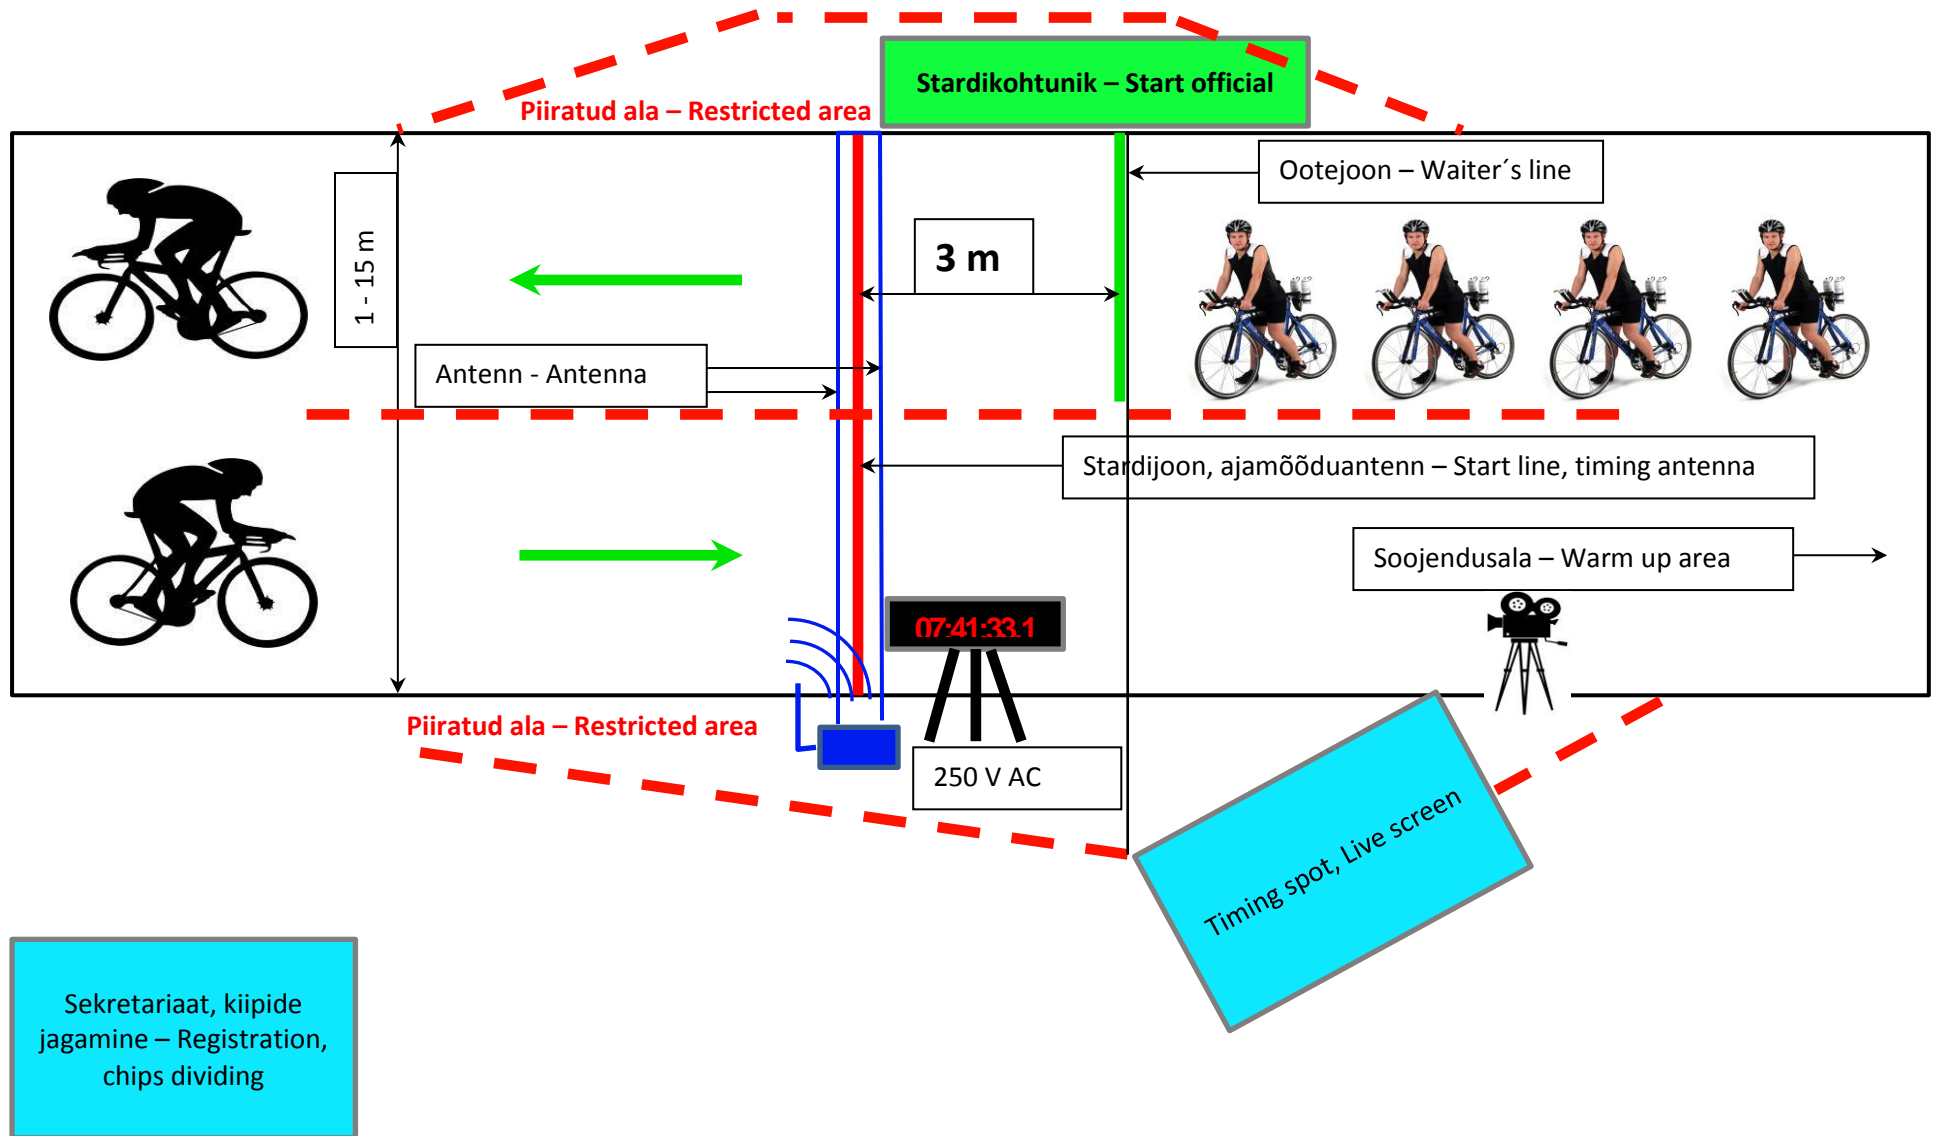 Stardikohtunik – Start official
Piiratud ala – Restricted area
Ootejoon – Waiter´s line
1 - 15 m
3 m
Antenn - Antenna
Stardijoon, ajamõõduantenn – Start line, timing antenna
Soojendusala – Warm up area
07:41:33.1
Piiratud ala – Restricted area
250 V AC
Timing spot, Live screen
Sekretariaat, kiipide
jagamine – Registration,
chips dividing